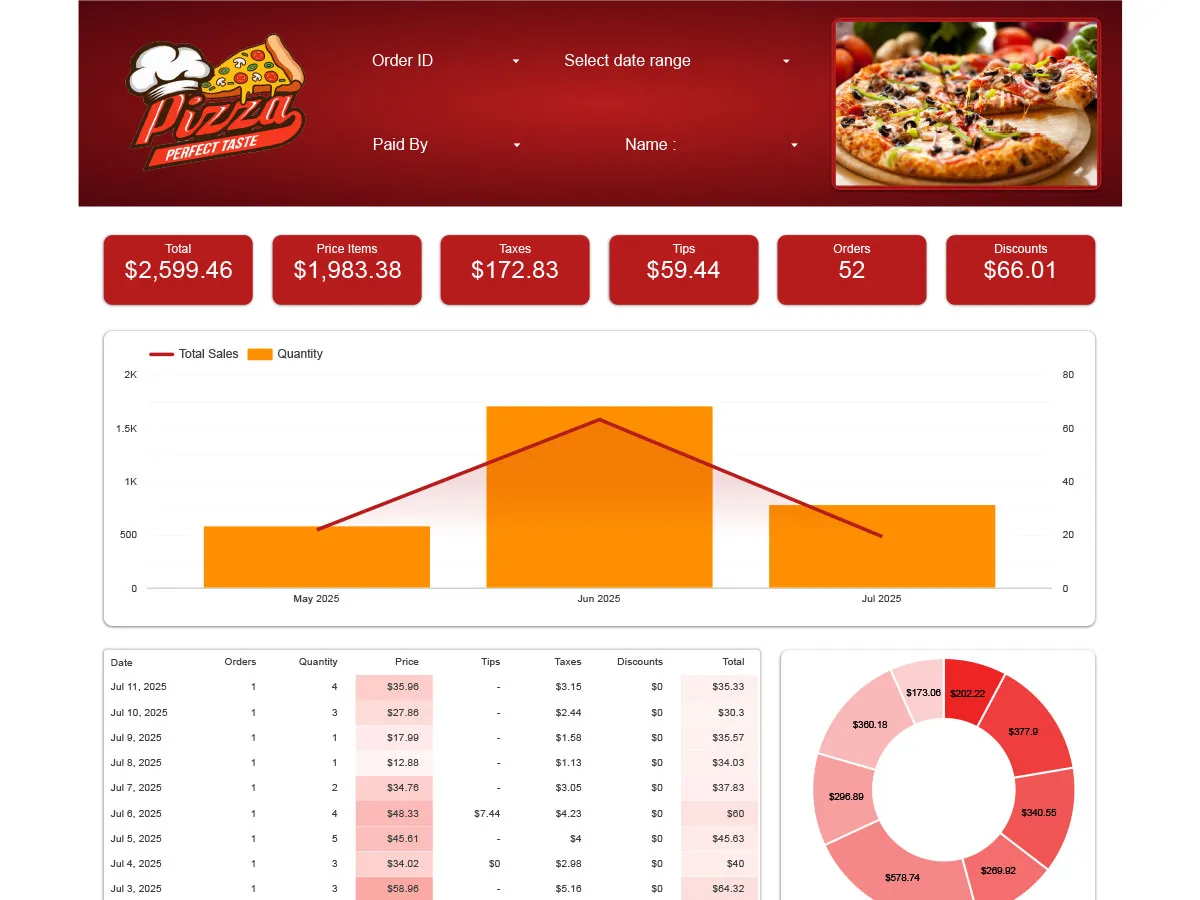 Pizza
PERFECT TASTE
Order ID
Select date range
Paid By
Name :
Total
$2,599.46
Price Items
$1,983.38
Taxes
$172.83
Tips
$59.44
Orders
52
Discounts
$66.01
Total Sales Quantity
2K
1.5K
1K
500
0
80
60
40
20
0
May 2025 Jun 2025 Jul 2025
Date Orders Quantity Price Tips Taxes Discounts Total
Jul 11, 2025 1 4 $35.96 - $3.15 $0 $35.33
Jul 10, 2025 1 3 $27.86 - $2.44 $0 $30.3
Jul 9, 2025 1 1 $17.99 - $1.58 $0 $35.57
Jul 8, 2025 1 1 $12.88 - $1.13 $0 $34.03
Jul 7, 2025 1 2 $34.76 - $3.05 $0 $37.83
Jul 6, 2025 1 4 $48.33 $7.44 $4.23 $0 $60
Jul 5, 2025 1 5 $45.61 - $4 $0 $45.63
Jul 4, 2025 1 3 $34.02 $0 $2.98 $0 $40
Jul 3, 2025 1 3 $58.96 - $5.16 $0 $64.32
$173.06
$202.22
$360.18
$377.9
$296.89
$340.55
$269.92
$578.74